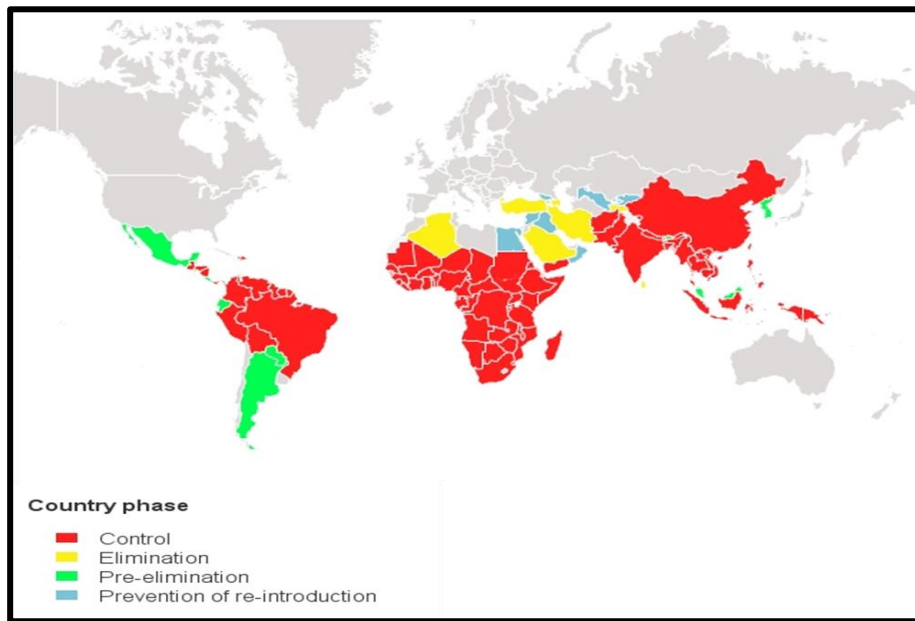 Country phase
Control
Elimination
Pre-elimination
Prevention of re-introduction